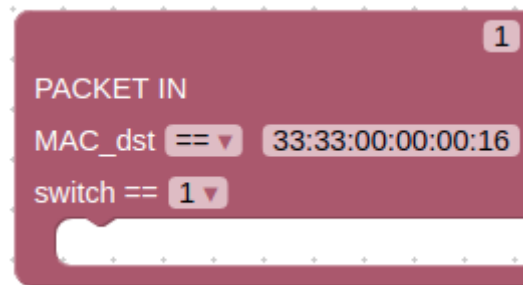 1
PACKET IN
MAC_dst == ▾ 33:33:00:00:00:16
switch == 1 ▾